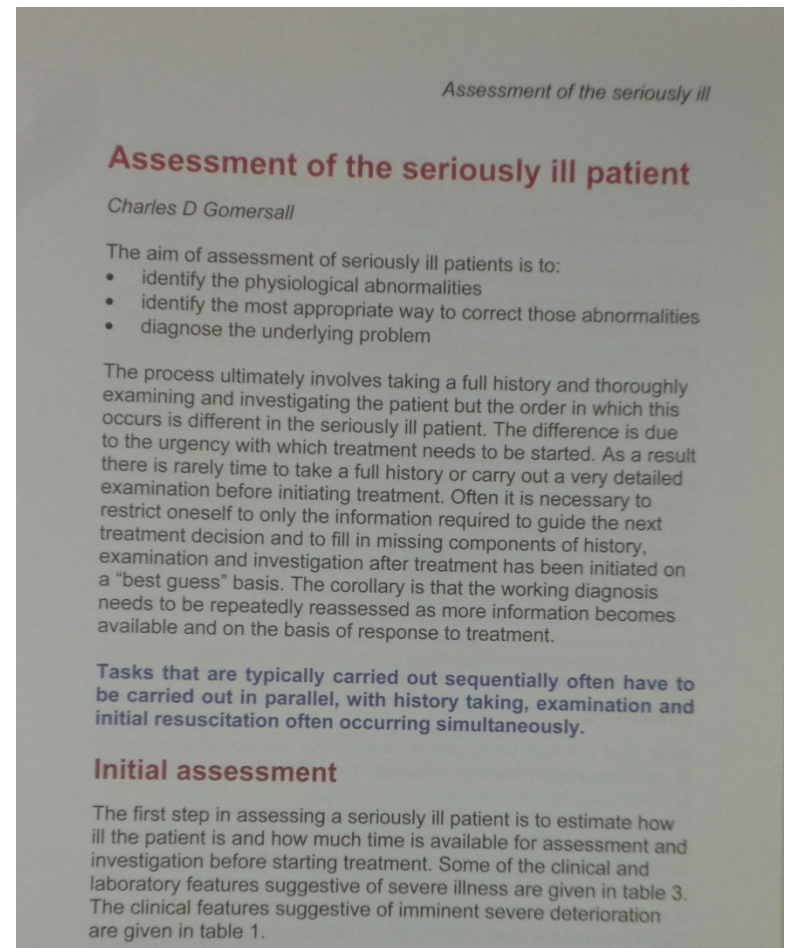 Assessment of the seriously ill
Assessment of the seriously ill patient
Charles D Gomersall
The aim of assessment of seriously ill patients is to:
• identify the physiological abnormalities
• identify the most appropriate way to correct those abnormalities
• diagnose the underlying problem
The process ultimately involves taking a full history and thoroughly
examining and investigating the patient but the order in which this
occurs is different in the seriously ill patient. The difference is due
to the urgency with which treatment needs to be started. As a result
there is rarely time to take a full history or carry out a very detailed
examination before initiating treatment. Often it is necessary to
restrict oneself to only the information required to guide the next
treatment decision and to fill in missing components of history,
examination and investigation after treatment has been initiated on
a “best guess” basis. The corollary is that the working diagnosis
needs to be repeatedly reassessed as more information becomes
available and on the basis of response to treatment.
Tasks that are typically carried out sequentially often have to
be carried out in parallel, with history taking, examination and
initial resuscitation often occurring simultaneously.
Initial assessment
The first step in assessing a seriously ill patient is to estimate how
ill the patient is and how much time is available for assessment and
investigation before starting treatment. Some of the clinical and
laboratory features suggestive of severe illness are given in table 3.
The clinical features suggestive of imminent severe deterioration
are given in table 1.